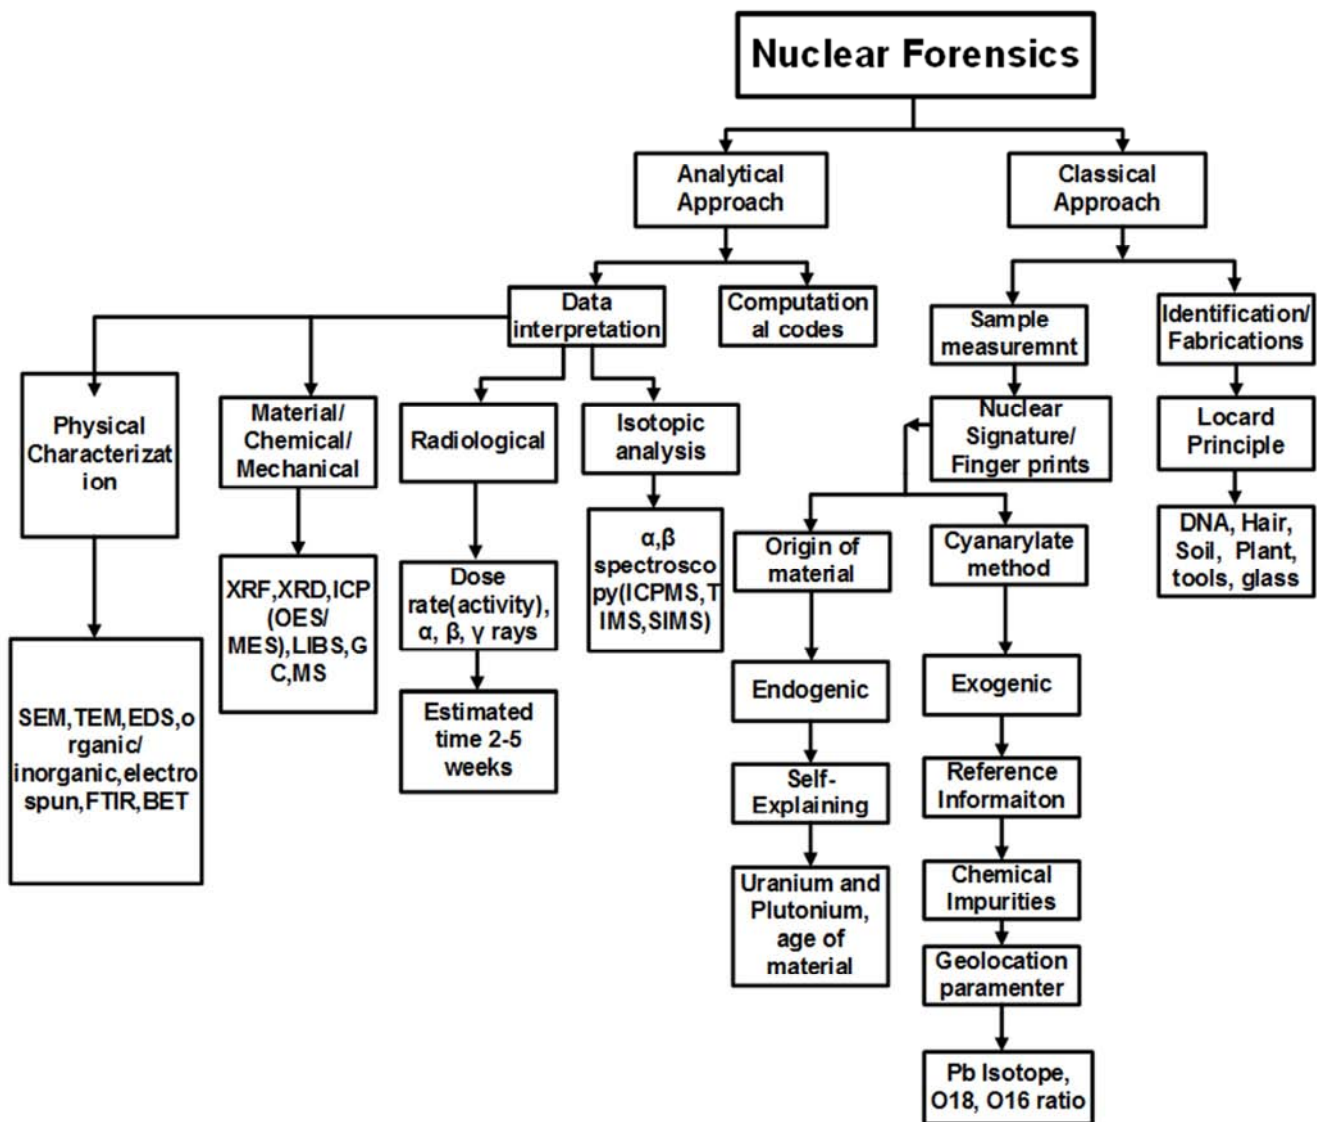 Nuclear Forensics
Analytical
Approach
Classical
Approach
Data
interpretation
Computation
al codes
Sample
measuremnt
Identification/
Fabrications
Physical
Characterizat
ion
Material/
Chemical/
Mechanical
Radiological
Isotopic
analysis
Nuclear
Signature/
Finger prints
Locard
Principle
SEM,TEM,EDS,o
rganic/
inorganic,electro
spun,FTIR,BET
XRF,XRD,ICP
(OES/
MES),LIBS,G
C,MS
Dose
rate(activity),
α, β, γ rays
Estimated
time 2-5
weeks
α,β
spectrosco
py(ICPMS,T
IMS,SIMS)
Origin of
material
Endogenic
Self-
Explaining
Uranium and
Plutonium,
age of
material
Cyanarylate
method
Exogenic
Reference
Informaiton
Chemical
Impurities
Geolocation
paramenter
Pb Isotope,
O18, O16 ratio
DNA, Hair,
Soil, Plant,
tools, glass